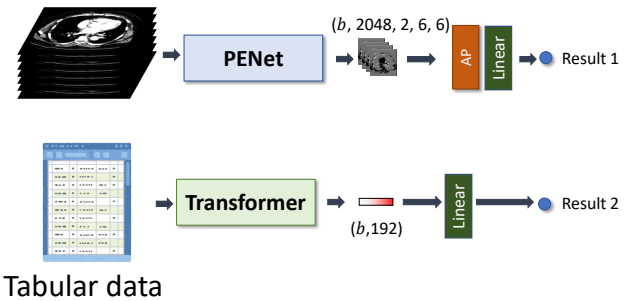 (b, 2048, 2, 6, 6)
PENet
AP
Linear
Result 1
Transformer
(b,192)
Linear
Result 2
Tabular data